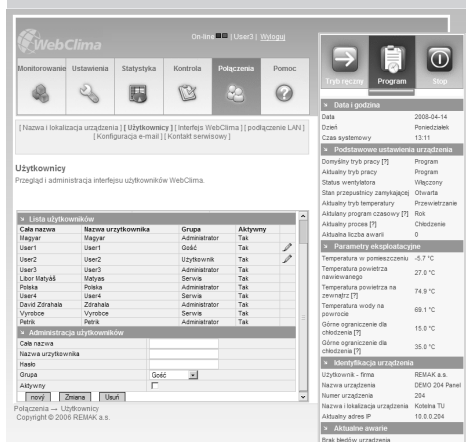 WebClima
On-line | User3 | Wyloguj
Monitorowanie Ustawienia Statystyka Kontrola Połączenia Pomoc
[ Nazwa i lokalizacja urządzenia ] [ Użytkownicy ] [ Interfejs WebClima ] [ podłączenie LAN ]
[ Konfiguracja e-mail ] [ Kontakt serwisowy ]
Użytkownicy
Przegląd i administracja interfejsu użytkowników WebClima.
» Lista użytkowników
Cała nazwa Nazwa urzytkownika Grupa Aktywny
Magyar Magyar Administrator Tak
User1 User1 Gość Tak
User2 User2 Użytkownik Tak
User3 User3 Administrator Tak
Libor Matyáš Matyas Serwis Tak
Polska Polska Administrator Tak
User4 User4 Serwis Tak
David Zdrahala Zdrahala Administrator Tak
Vyrobce Vyrobce Serwis Tak
Petrik Petrik Administrator Tak
» Administracja użytkowników
Cała nazwa
Nazwa urzytkownika
Hasło
Grupa Gość
Aktywny
nový Zmiana Usuń
Połączenia → Użytkownicy
Copyright © 2006 REMAK a.s.
Tryb ręczny Program Stop
» Data i godzina
Data 2008-04-14
Dzień Poniedziałek
Czas systemowy 13:11
» Podstawowe ustawienia urządzenia
Domyślny tryb pracy [?] Program
Aktualny tryb pracy Program
Status wentylatora Włączony
Stan przepustnicy zamykającej Otwarta
Aktualny tryb temperatury Przewietrzanie
Aktulany program czasowy [?] Rok
Aktualny proces [?] Chłodzenie
Aktualna liczba awarii 0
» Parametry eksploatacyjne
Temperatura w pomieszczeniu -5.7 °C
Temperatura powietrza nawiewanego 27.0 °C
Temperatura powietrza na zewnątrz [?] 74.9 °C
Temperatura wody na powrocie 69.1 °C
Górne ograniczenie dla chłodzenia [?] 15.0 °C
Górne ograniczenie dla chłodzenia [?] 35.0 °C
» Identyfikacja urządzenia
Użytkownik - firma REMAK a.s.
Nazwa urządzenia DEMO 204 Panel
Numer urządzenia 204
Nazwa i lokalizacja urządzenia Kotelna TU
Aktualny adres IP 10.0.0.204
» Aktualne awarie
Brak błędów urządzenia